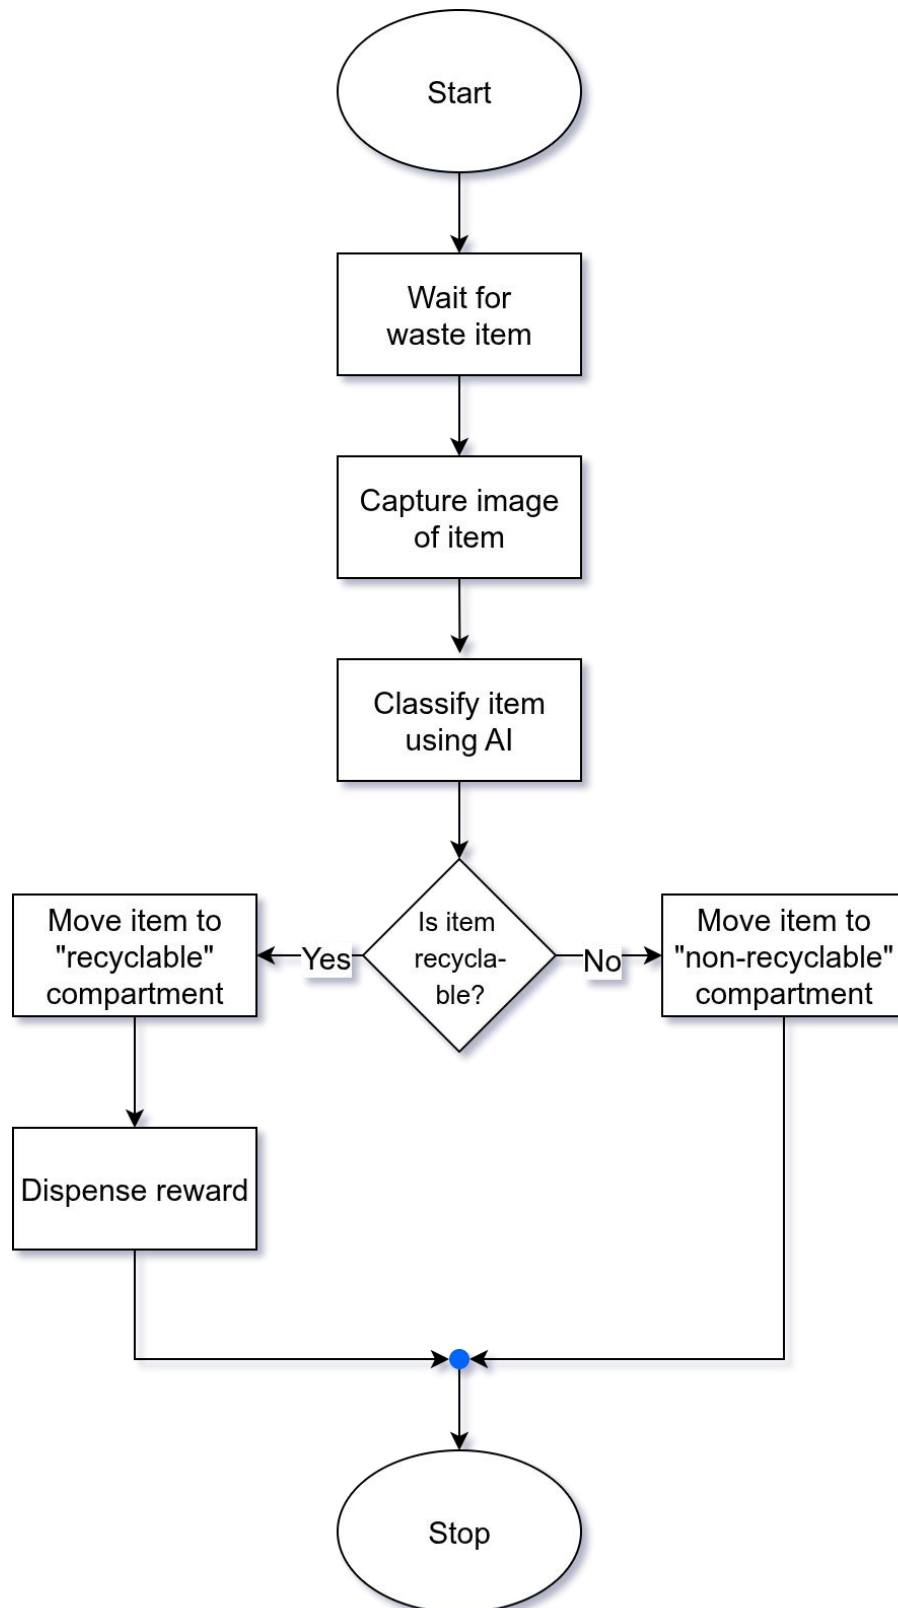 Start
Wait for
waste item
Capture image
of item
Classify item
using AI
Is item
recycla-
ble?
Yes
No
Move item to
"recyclable"
compartment
Move item to
"non-recyclable"
compartment
Dispense reward
Stop